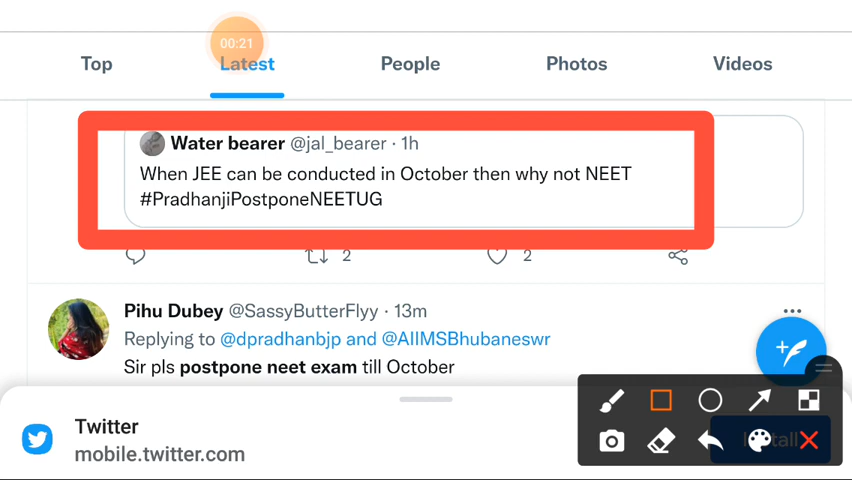 00:21
Top Latest People Photos Videos
Water bearer @jal_bearer · 1h
When JEE can be conducted in October then why not NEET
#PradhanjiPostponeNEETUG
2 2
Pihu Dubey @SassyButterFlyy · 13m
Replying to @dpradhanbjp and @AIIMSBhubaneswr
Sir pls postpone neet exam till October
Twitter
mobile.twitter.com